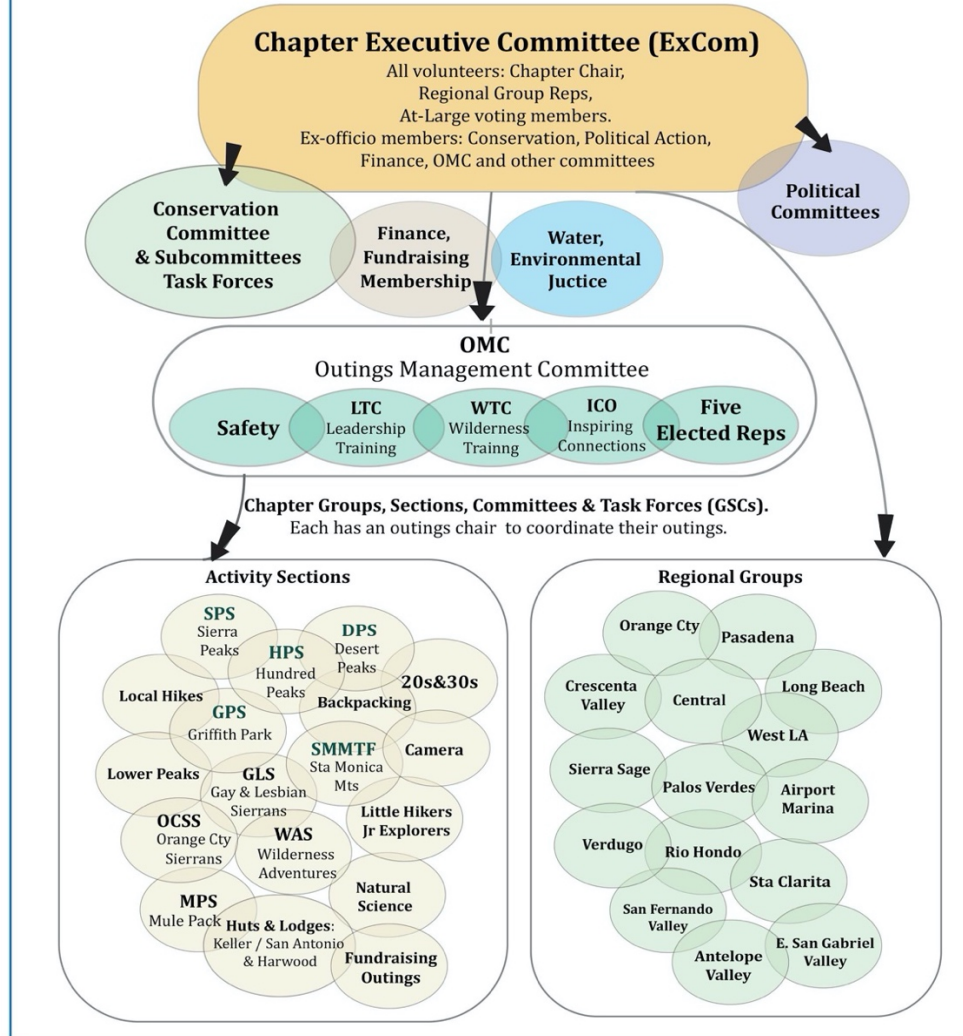 Chapter Executive Committee (ExCom)
All volunteers: Chapter Chair,
Regional Group Reps,
At-Large voting members.
Ex-officio members: Conservation, Political Action,
Finance, OMC and other committees
Political
Committees
Conservation
Committee
& Subcommittees
Task Forces
Finance,
Fundraising
Membership
Water,
Environmental
Juctice
OMC
Outings Management Committee
Safety
LTC
Leadership
Training
WTC
Wilderness
Trainng
ICO
Inspiring
Connections
Five
Elected Reps
Chapter Groups, Sections, Committees & Task Forces (GSCs).
Each has an outings chair to coordinate their outings.
Activity Sections
SPS
Sierra
Peaks
DPS
Desert
Peaks
HPS
Hundred
Peaks
20s&30s
Local Hikes
Backpacking
GPS
Griffith Park
SMMTF
Sta Monica
Mts
Camera
Lower Peaks
GLS
Gay & Lesbian
Sierrans
Little Hikers
Jr Explorers
OCSS
Orange Cty
Sierrans
WAS
Wilderness
Adventures
Natural
Science
MPS
Mule Pack
Huts & Lodges:
Keller / San Antonio
& Harwood
Fundraising
Outings
Regional Groups
Orange Cty
Pasadena
Crescenta
Valley
Central
Long Beach
West LA
Sierra Sage
Palos Verdes
Airport
Marina
Verdugo
Rio Hondo
Sta Clarita
San Fernando
Valley
Antelope
Valley
E. San Gabriel
Valley